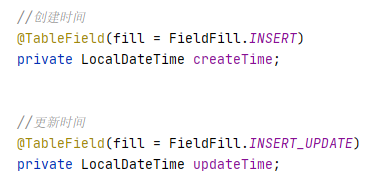 //创建时间
@TableField(fill = FieldFill.INSERT)
private LocalDateTime createTime;
//更新时间
@TableField(fill = FieldFill.INSERT_UPDATE)
private LocalDateTime updateTime;